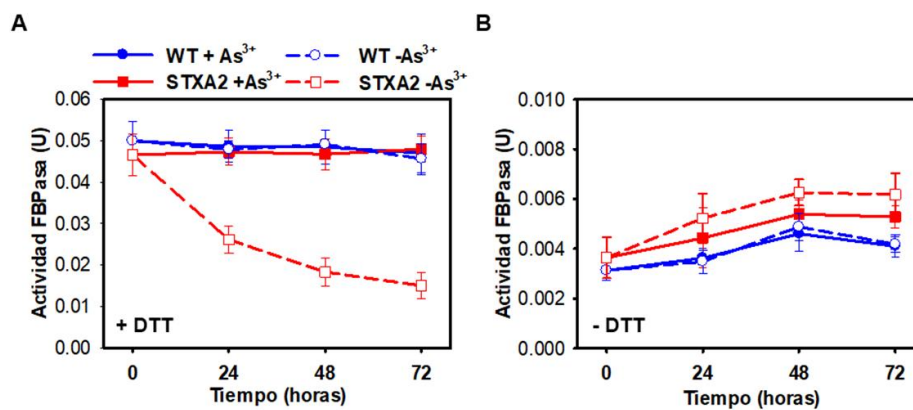 A
B
WT + As3+
WT -As3+
STXA2 +As3+
STXA2 -As3+
Actividad FBPasa (U)
0.06
0.05
0.04
0.03
0.02
0.01
0.00
+ DTT
0
24
48
72
Tiempo (horas)
Actividad FBPasa (U)
0.010
0.008
0.006
0.004
0.002
0.000
- DTT
0
24
48
72
Tiempo (horas)